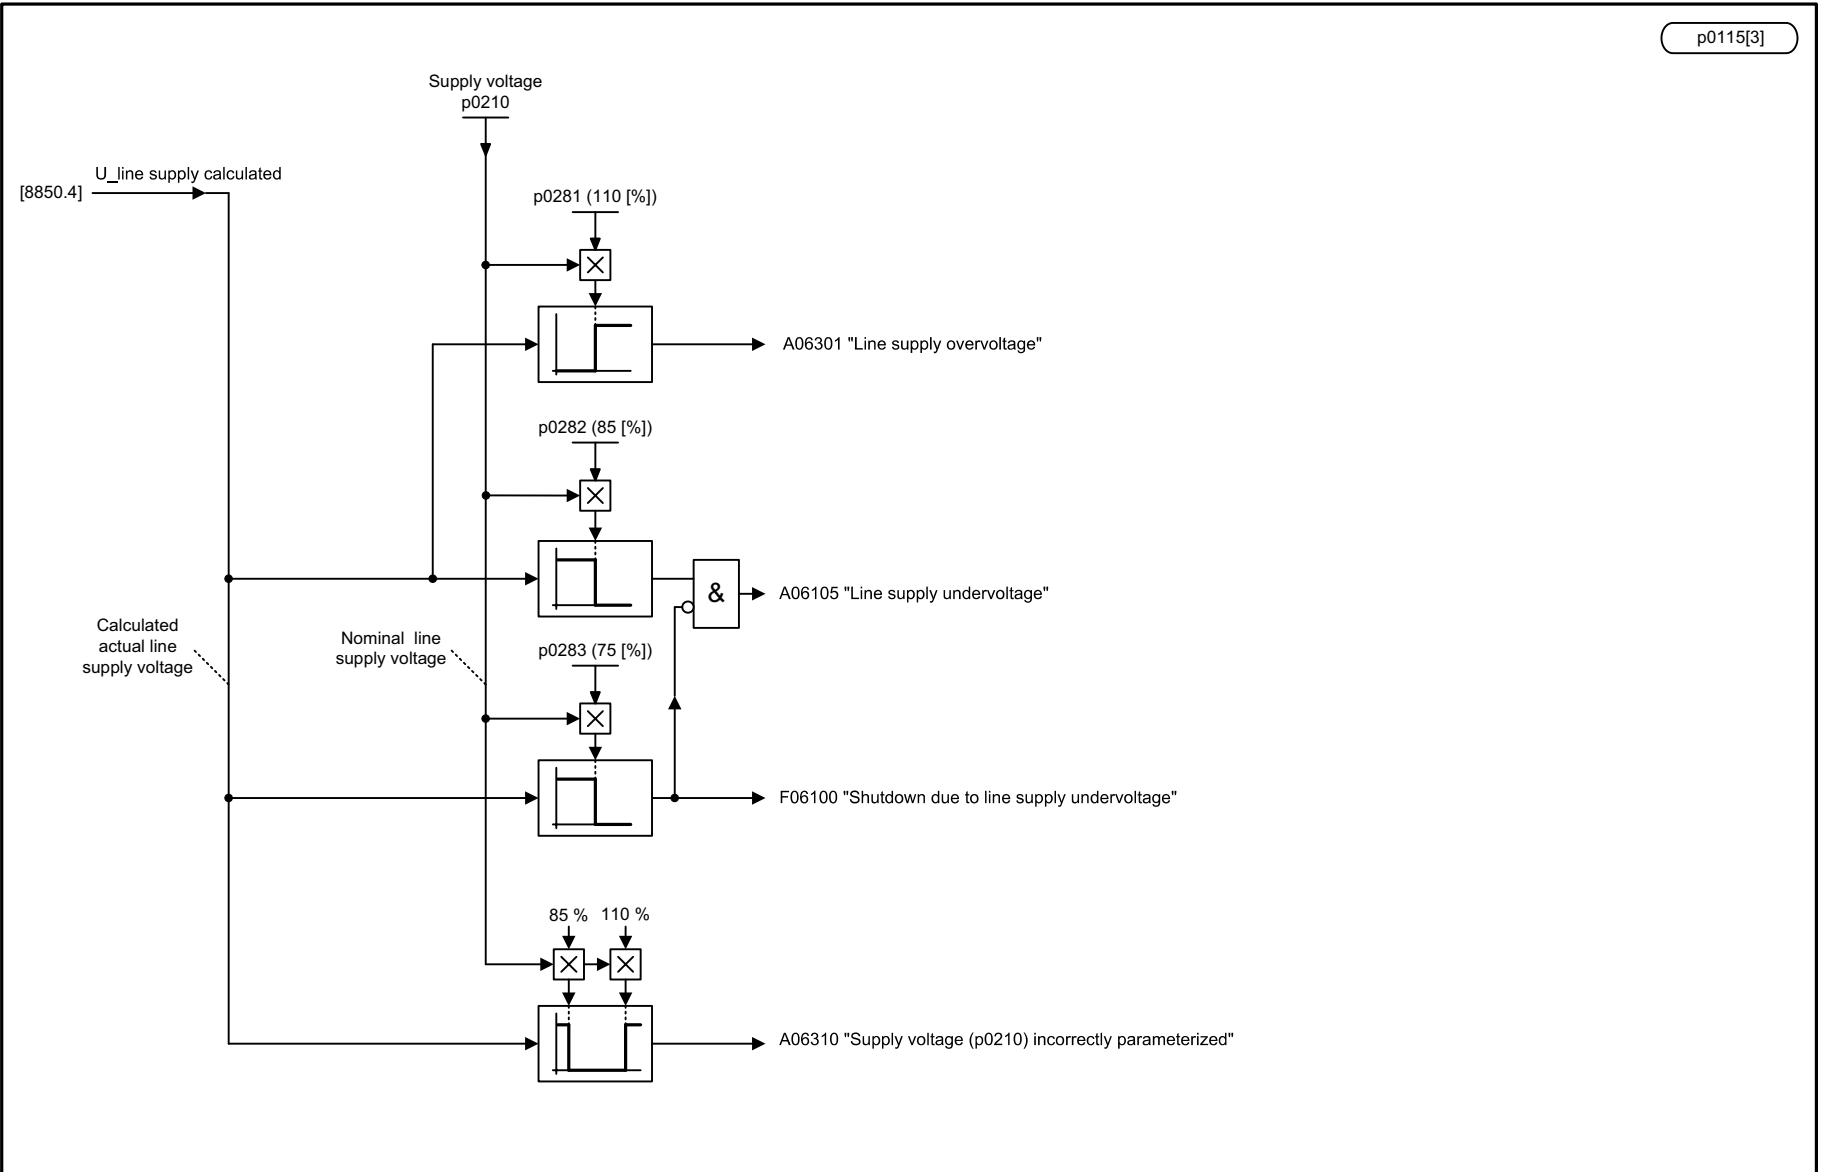 p0115[3]
Supply voltage
p0210
U_line supply calculated
[8850.4]
p0281 (110 [%])
A06301 "Line supply overvoltage"
p0282 (85 [%])
&
A06105 "Line supply undervoltage"
Calculated
actual line
supply voltage
Nominal line
supply voltage
p0283 (75 [%])
F06100 "Shutdown due to line supply undervoltage"
85 % 110 %
A06310 "Supply voltage (p0210) incorrectly parameterized"